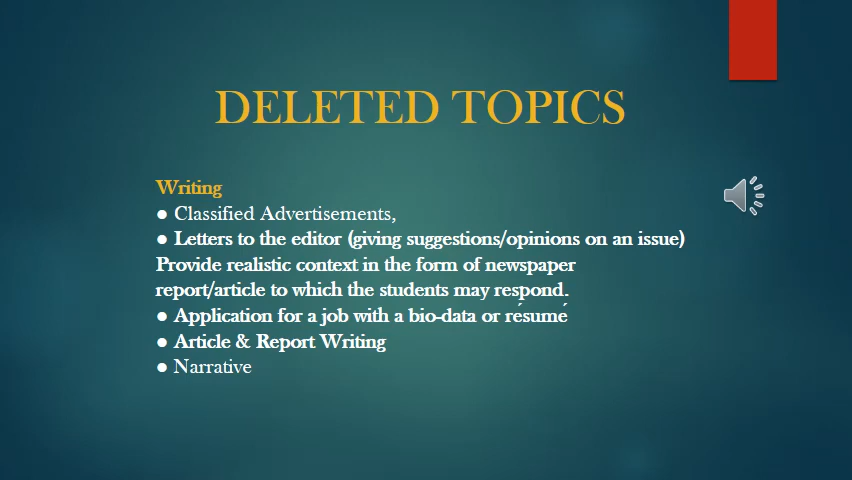 DELETED TOPICS
Writing
● Classified Advertisements,
● Letters to the editor (giving suggestions/opinions on an issue)
Provide realistic context in the form of newspaper
report/article to which the students may respond.
● Application for a job with a bio-data or résumé
● Article & Report Writing
● Narrative